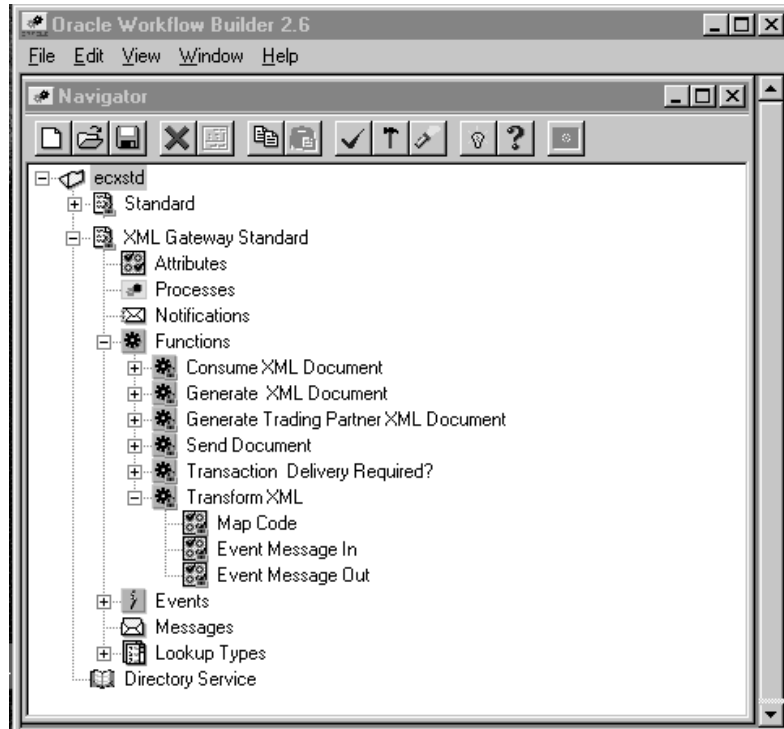 Oracle Workflow Builder 2.6
File Edit View Window Help
Navigator
ecxstd
Standard
XML Gateway Standard
Attributes
Processes
Notifications
Functions
Consume XML Document
Generate XML Document
Generate Trading Partner XML Document
Send Document
Transaction Delivery Required?
Transform XML
Map Code
Event Message In
Event Message Out
Events
Messages
Lookup Types
Directory Service